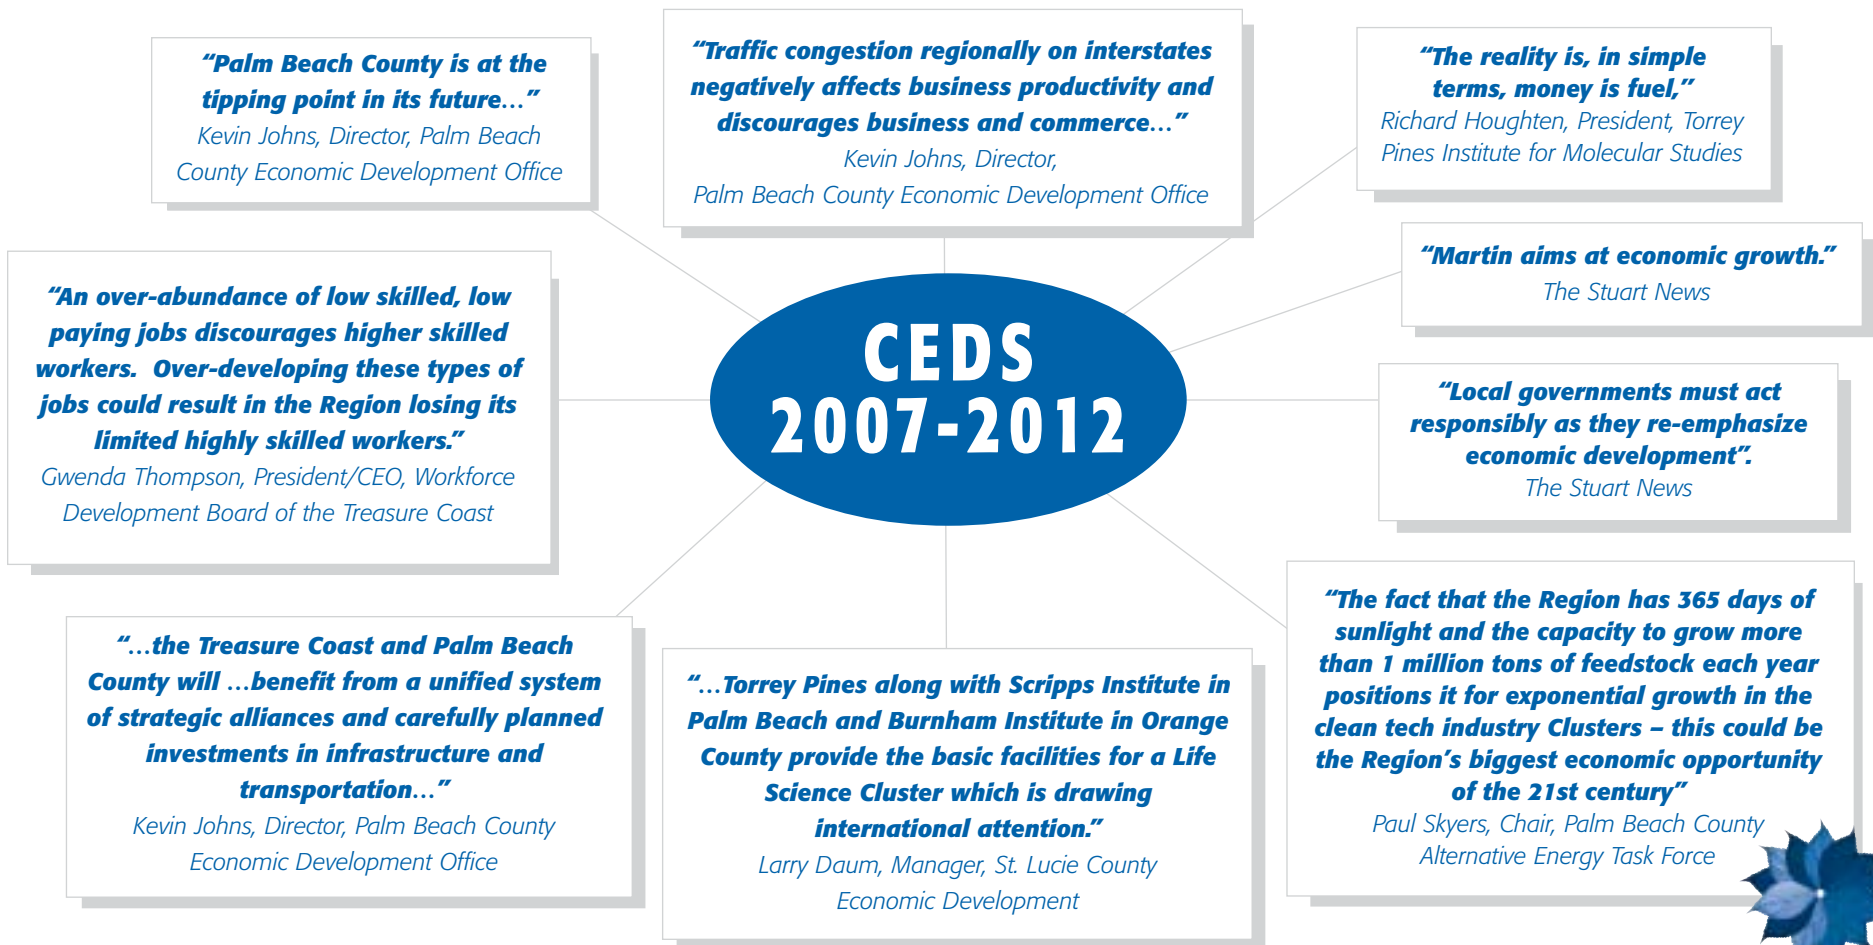 “Palm Beach County is at the
tipping point in its future…”
Kevin Johns, Director, Palm Beach
County Economic Development Office
“Traffic congestion regionally on interstates
negatively affects business productivity and
discourages business and commerce…”
Kevin Johns, Director,
Palm Beach County Economic Development Office
“The reality is, in simple
terms, money is fuel,”
Richard Houghten, President, Torrey
Pines Institute for Molecular Studies
“Martin aims at economic growth.”
The Stuart News
“An over-abundance of low skilled, low
paying jobs discourages higher skilled
workers.  Over-developing these types of
jobs could result in the Region losing its
limited highly skilled workers.”
Gwenda Thompson, President/CEO, Workforce
Development Board of the Treasure Coast
CEDS
2007-2012
“Local governments must act
responsibly as they re-emphasize
economic development”.
The Stuart News
“…the Treasure Coast and Palm Beach
County will …benefit from a unified system
of strategic alliances and carefully planned
investments in infrastructure and
transportation…”
Kevin Johns, Director, Palm Beach County
Economic Development Office
“…Torrey Pines along with Scripps Institute in
Palm Beach and Burnham Institute in Orange
County provide the basic facilities for a Life
Science Cluster which is drawing
international attention.”
Larry Daum, Manager, St. Lucie County
Economic Development
“The fact that the Region has 365 days of
sunlight and the capacity to grow more
than 1 million tons of feedstock each year
positions it for exponential growth in the
clean tech industry Clusters – this could be
the Region’s biggest economic opportunity
of the 21st century”
Paul Skyers, Chair, Palm Beach County
Alternative Energy Task Force